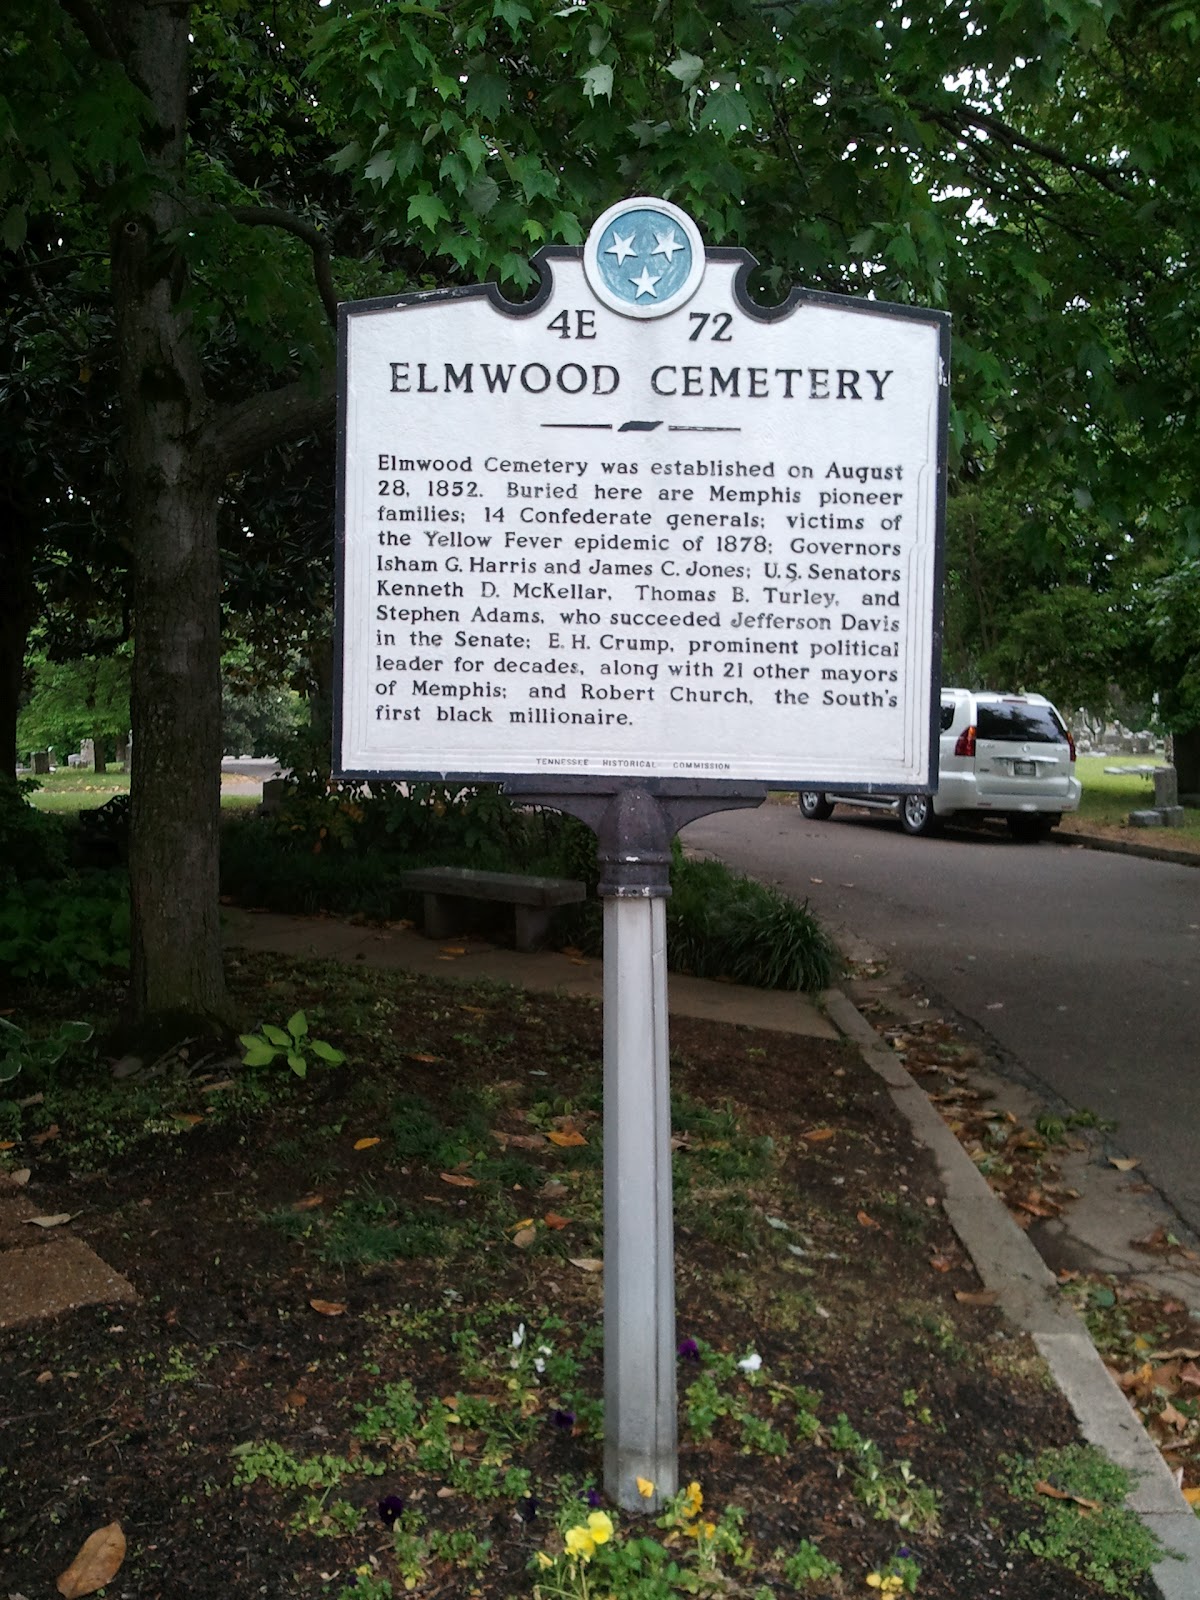 4E 72
ELMWOOD CEMETERY
Elmwood Cemetery was established on August
28, 1852. Buried here are Memphis pioneer
families; 14 Confederate generals; victims of
the Yellow Fever epidemic of 1878; Governors
Isham G. Harris and James C. Jones; U.S. Senators
Kenneth D. McKellar, Thomas B. Turley, and
Stephen Adams, who succeeded Jefferson Davis
in the Senate; E. H. Crump, prominent political
leader for decades, along with 21 other mayors
of Memphis; and Robert Church, the South's
first black millionaire.
TENNESSEE HISTORICAL COMMISSION